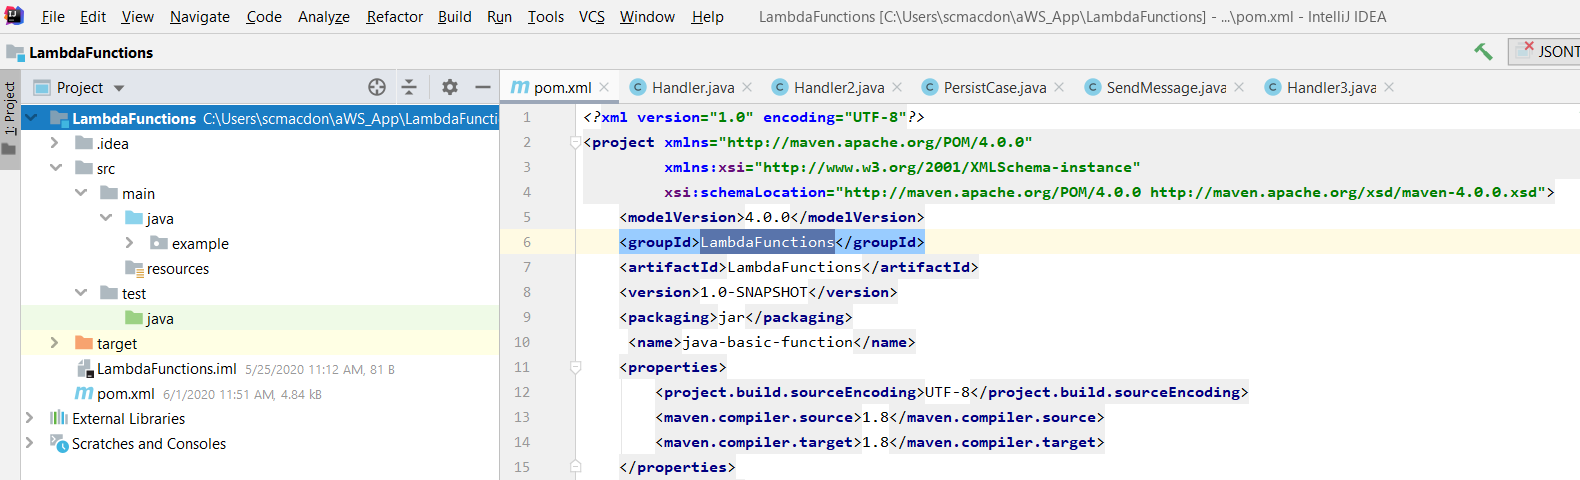 File Edit View Navigate Code Analyze Refactor Build Run Tools VCS Window Help LambdaFunctions [C:\Users\scmacdon\aWS_App\LambdaFunctions] - ...\pom.xml - IntelliJ IDEA
LambdaFunctions
JSONT
1: Project
Project
pom.xml Handler.java Handler2.java PersistCase.java SendMessage.java Handler3.java
LambdaFunctions C:\Users\scmacdon\aWS_App\LambdaFuncti
.idea
src
main
java
example
resources
test
java
target
LambdaFunctions.iml 5/25/2020 11:12 AM, 81 B
pom.xml 6/1/2020 11:51 AM, 4.84 kB
External Libraries
Scratches and Consoles
1 <?xml version="1.0" encoding="UTF-8"?>
2 <project xmlns="http://maven.apache.org/POM/4.0.0"
3 xmlns:xsi="http://www.w3.org/2001/XMLSchema-instance"
4 xsi:schemaLocation="http://maven.apache.org/POM/4.0.0 http://maven.apache.org/xsd/maven-4.0.0.xsd">
5 <modelVersion>4.0.0</modelVersion>
6 <groupId>LambdaFunctions</groupId>
7 <artifactId>LambdaFunctions</artifactId>
8 <version>1.0-SNAPSHOT</version>
9 <packaging>jar</packaging>
10 <name>java-basic-function</name>
11 <properties>
12 <project.build.sourceEncoding>UTF-8</project.build.sourceEncoding>
13 <maven.compiler.source>1.8</maven.compiler.source>
14 <maven.compiler.target>1.8</maven.compiler.target>
15 </properties>